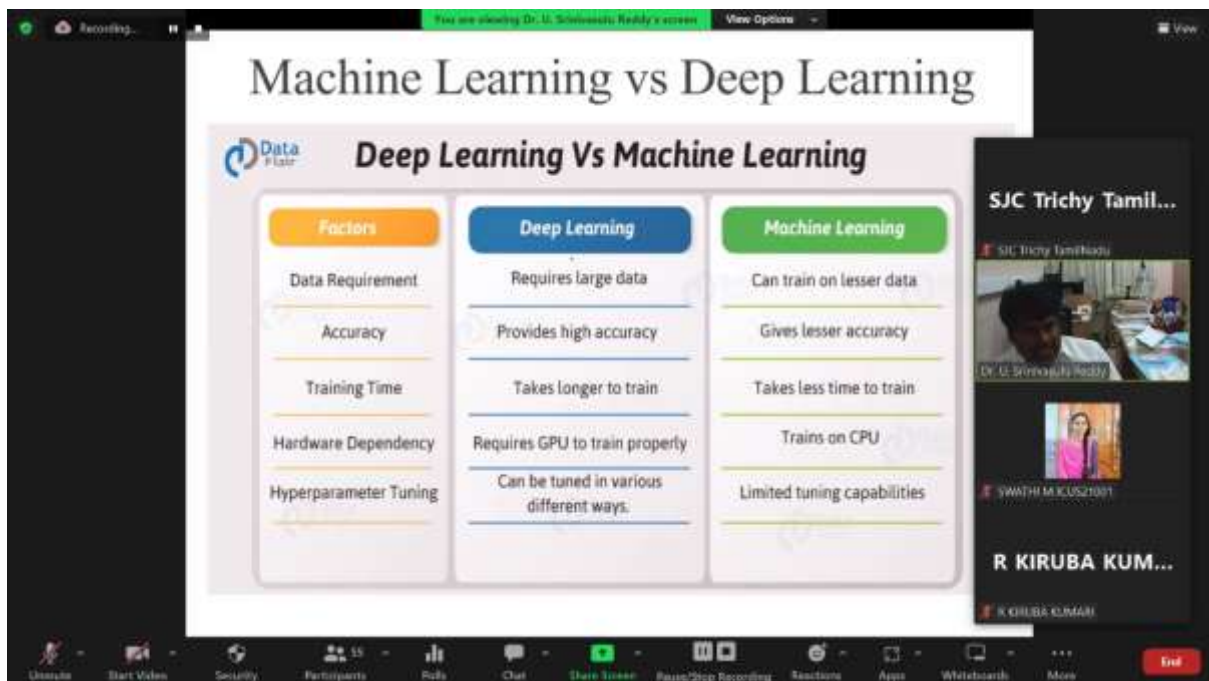 Recording...
You are viewing Dr. U. Srinivasulu Reddy's screen
View Options
View
Machine Learning vs Deep Learning
Data Flair
Deep Learning Vs Machine Learning
Factors
Deep Learning
Machine Learning
Data Requirement
Requires large data
Can train on lesser data
Accuracy
Provides high accuracy
Gives lesser accuracy
Training Time
Takes longer to train
Takes less time to train
Hardware Dependency
Requires GPU to train properly
Trains on CPU
Hyperparameter Tuning
Can be tuned in various
different ways.
Limited tuning capabilities
SJC Trichy Tamil...
SJC Trichy TamilNadu
Dr. U. Srinivasulu Reddy
SWATHI M
R KIRUBA KUM...
R KIRUBA KUMARI
Unmute
Start Video
Security
Participants
55
Polls
Chat
Share Screen
Pause/Stop Recording
Reactions
Apps
Whiteboards
More
End